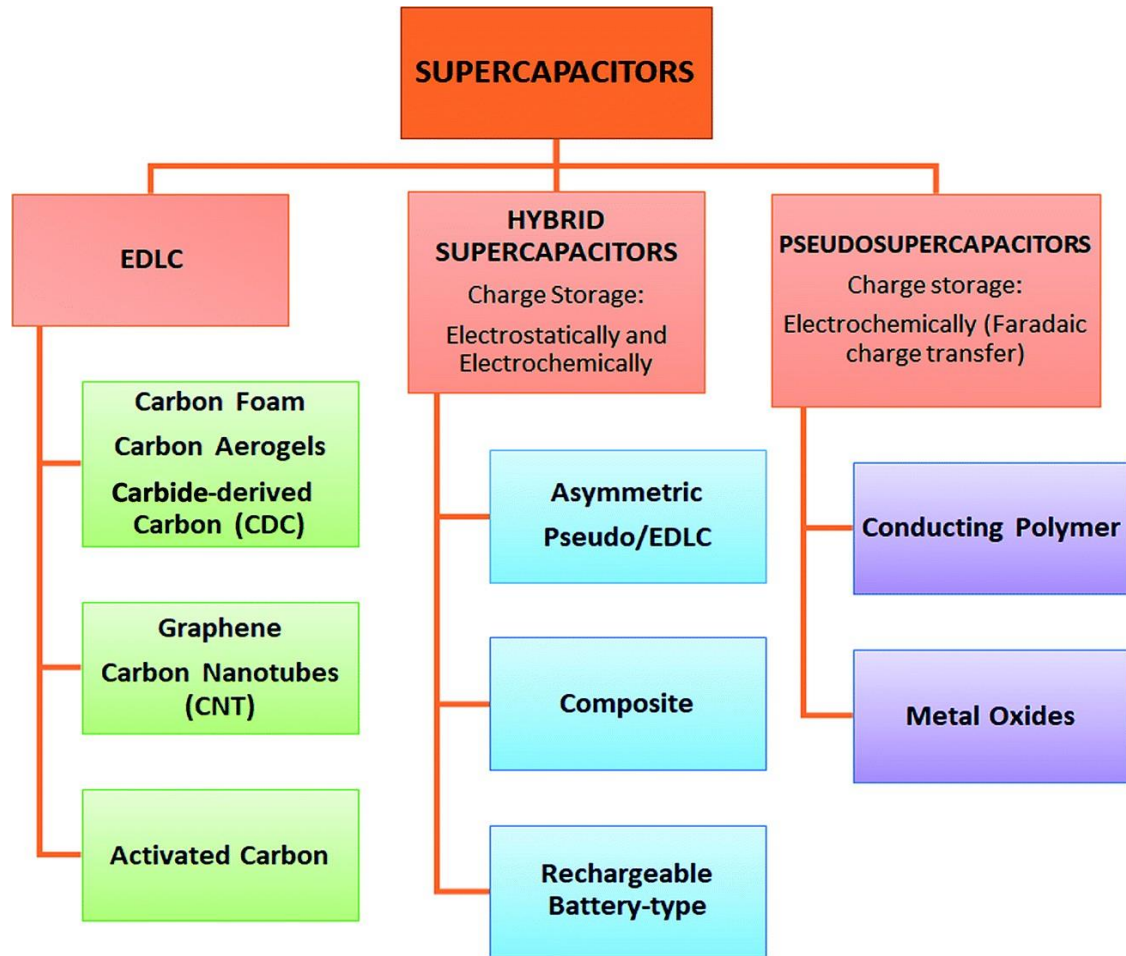 SUPERCAPACITORS
EDLC
Carbon Foam
Carbon Aerogels
Carbide-derived
Carbon (CDC)
Graphene
Carbon Nanotubes
(CNT)
Activated Carbon
HYBRID
SUPERCAPACITORS
Charge Storage:
Electrostatically and
Electrochemically
Asymmetric
Pseudo/EDLC
Composite
Rechargeable
Battery-type
PSEUDOSUPERCAPACITORS
Charge storage:
Electrochemically (Faradaic
charge transfer)
Conducting Polymer
Metal Oxides